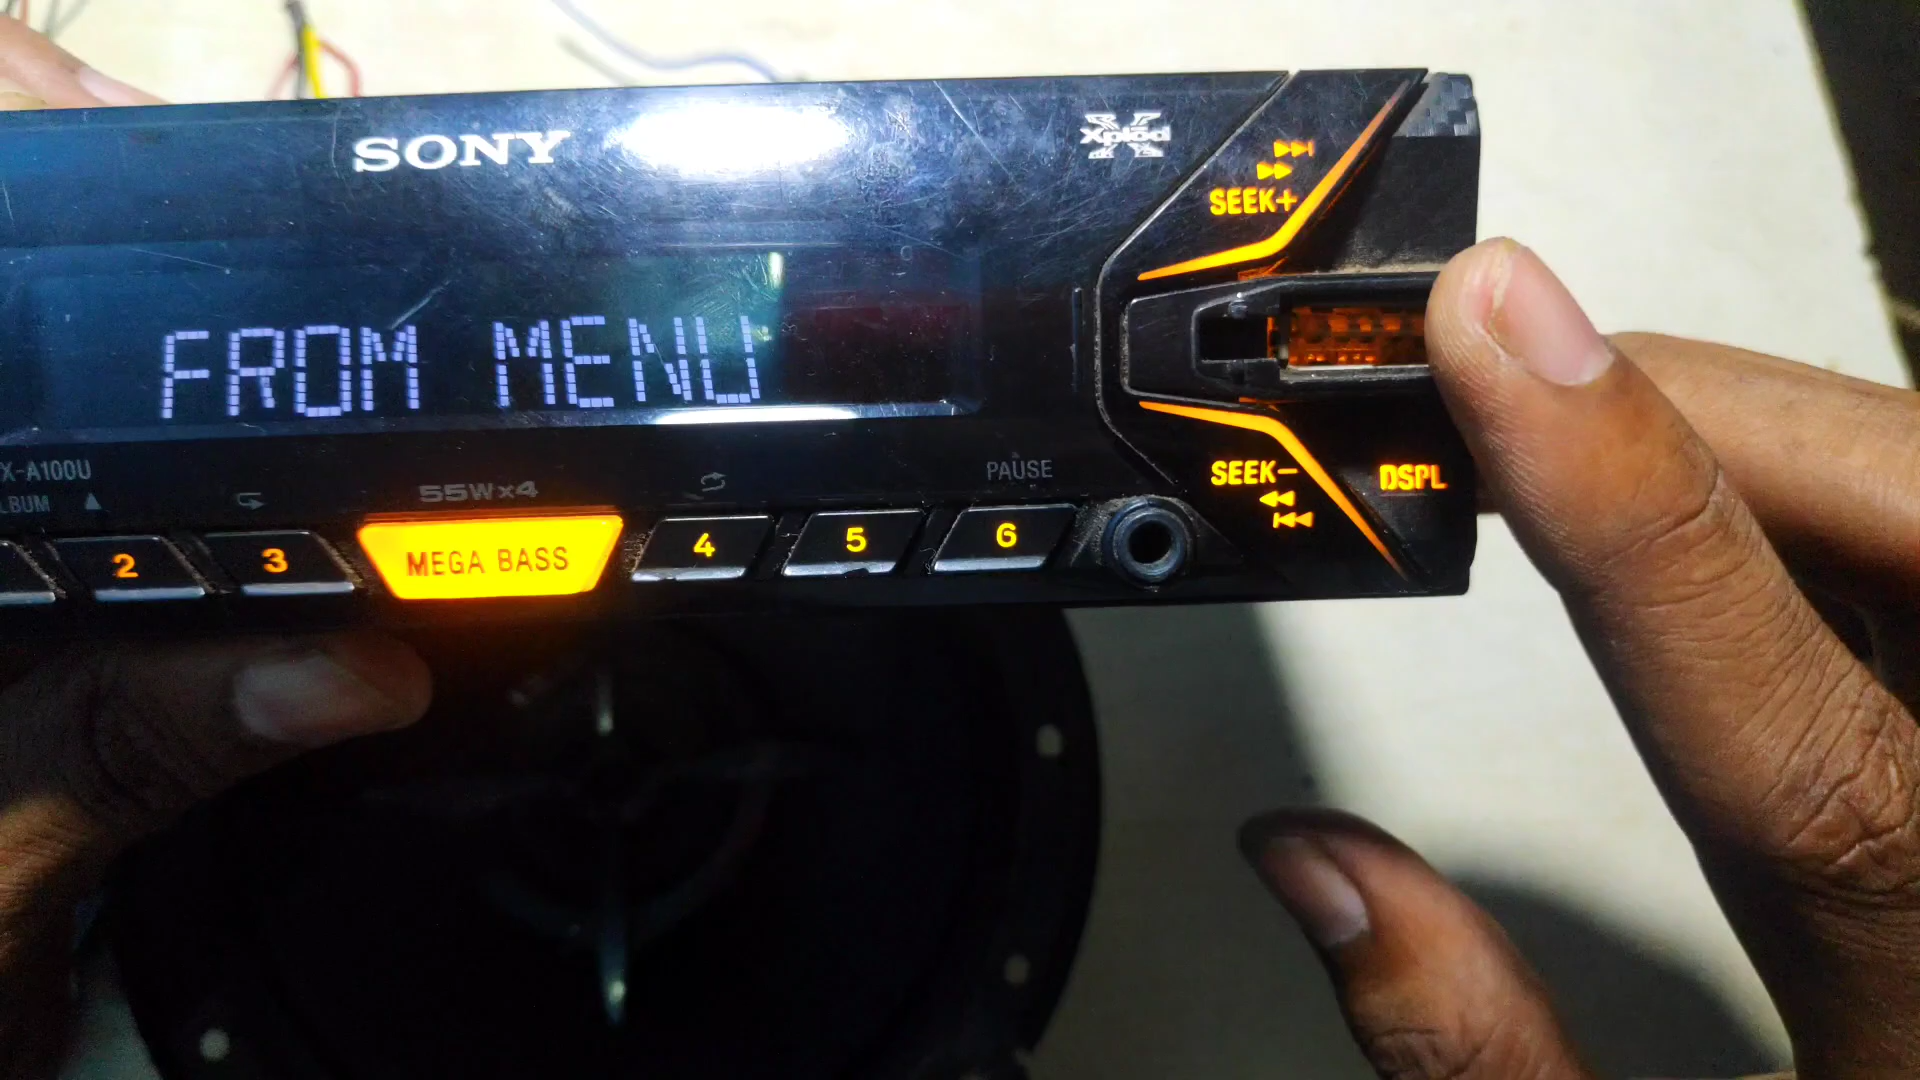 SONY
Xplod
SEEK+
FROM MENU
X-A100U
LBUM
55Wx4
PAUSE
SEEK−
DSPL
2
3
MEGA BASS
4
5
6